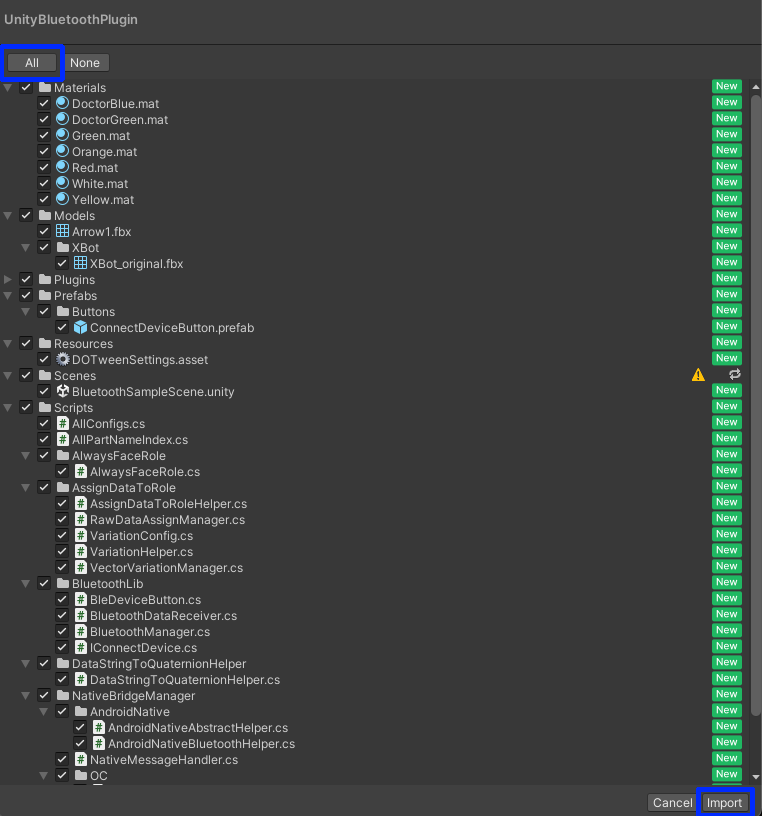 UnityBluetoothPlugin
All None
Materials New
DoctorBlue.mat New
DoctorGreen.mat New
Green.mat New
Orange.mat New
Red.mat New
White.mat New
Yellow.mat New
Models New
Arrow1.fbx New
XBot New
XBot_original.fbx New
Plugins New
Prefabs New
Buttons New
ConnectDeviceButton.prefab New
Resources New
DOTweenSettings.asset New
Scenes
BluetoothSampleScene.unity New
Scripts New
AllConfigs.cs New
AllPartNameIndex.cs New
AlwaysFaceRole New
AlwaysFaceRole.cs New
AssignDataToRole New
AssignDataToRoleHelper.cs New
RawDataAssignManager.cs New
VariationConfig.cs New
VariationHelper.cs New
VectorVariationManager.cs New
BluetoothLib New
BleDeviceButton.cs New
BluetoothDataReceiver.cs New
BluetoothManager.cs New
IConnectDevice.cs New
DataStringToQuaternionHelper New
DataStringToQuaternionHelper.cs New
NativeBridgeManager New
AndroidNative New
AndroidNativeAbstractHelper.cs New
AndroidNativeBluetoothHelper.cs New
NativeMessageHandler.cs New
OC New
Cancel Import